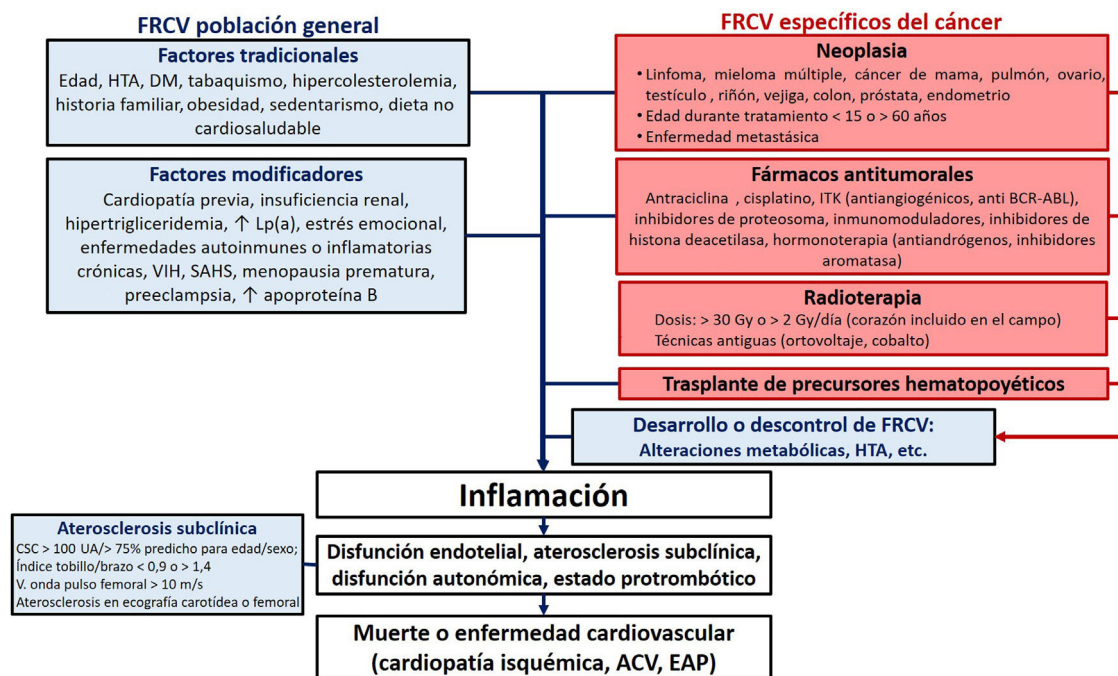 FRCV población general
Factores tradicionales
Edad, HTA, DM, tabaquismo, hipercolesterolemia,
historia familiar, obesidad, sedentarismo, dieta no
cardiosaludable
Factores modificadores
Cardiopatía previa, insuficiencia renal,
hipertrigliceridemia, ↑ Lp(a), estrés emocional,
enfermedades autoinmunes o inflamatorias
crónicas, VIH, SAHS, menopausia prematura,
preeclampsia, ↑ apoproteína B
FRCV específicos del cáncer
Neoplasia
• Linfoma, mieloma múltiple, cáncer de mama, pulmón, ovario,
testículo , riñón, vejiga, colon, próstata, endometrio
• Edad durante tratamiento < 15 o > 60 años
• Enfermedad metastásica
Fármacos antitumorales
Antraciclina , cisplatino, ITK (antiangiogénicos, anti BCR-ABL),
inhibidores de proteosoma, inmunomoduladores, inhibidores de
histona deacetilasa, hormonoterapia (antiandrógenos, inhibidores
aromatasa)
Radioterapia
Dosis: > 30 Gy o > 2 Gy/día (corazón incluido en el campo)
Técnicas antiguas (ortovoltaje, cobalto)
Trasplante de precursores hematopoyéticos
Desarrollo o descontrol de FRCV:
Alteraciones metabólicas, HTA, etc.
Inflamación
Aterosclerosis subclínica
CSC > 100 UA/> 75% predicho para edad/sexo;
Índice tobillo/brazo < 0,9 o > 1,4
V. onda pulso femoral > 10 m/s
Aterosclerosis en ecografía carotídea o femoral
Disfunción endotelial, aterosclerosis subclínica,
disfunción autonómica, estado protrombótico
Muerte o enfermedad cardiovascular
(cardiopatía isquémica, ACV, EAP)